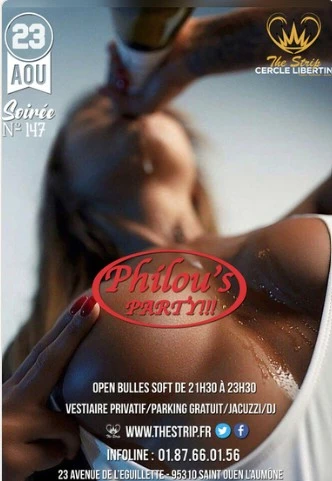 23
AOU
Soirée
N° 147
The Strip
CERCLE LIBERTIN
Philou's
PARTY!!!
OPEN BULLES SOFT DE 21H30 À 23H30
VESTIAIRE PRIVATIF/PARKING GRATUIT/JACUZZI/DJ
WWW.THESTRIP.FR
INFOLINE : 01.87.66.01.56
23 AVENUE DE L'EGUILLETTE - 95310 SAINT OUEN L'AUMÔNE